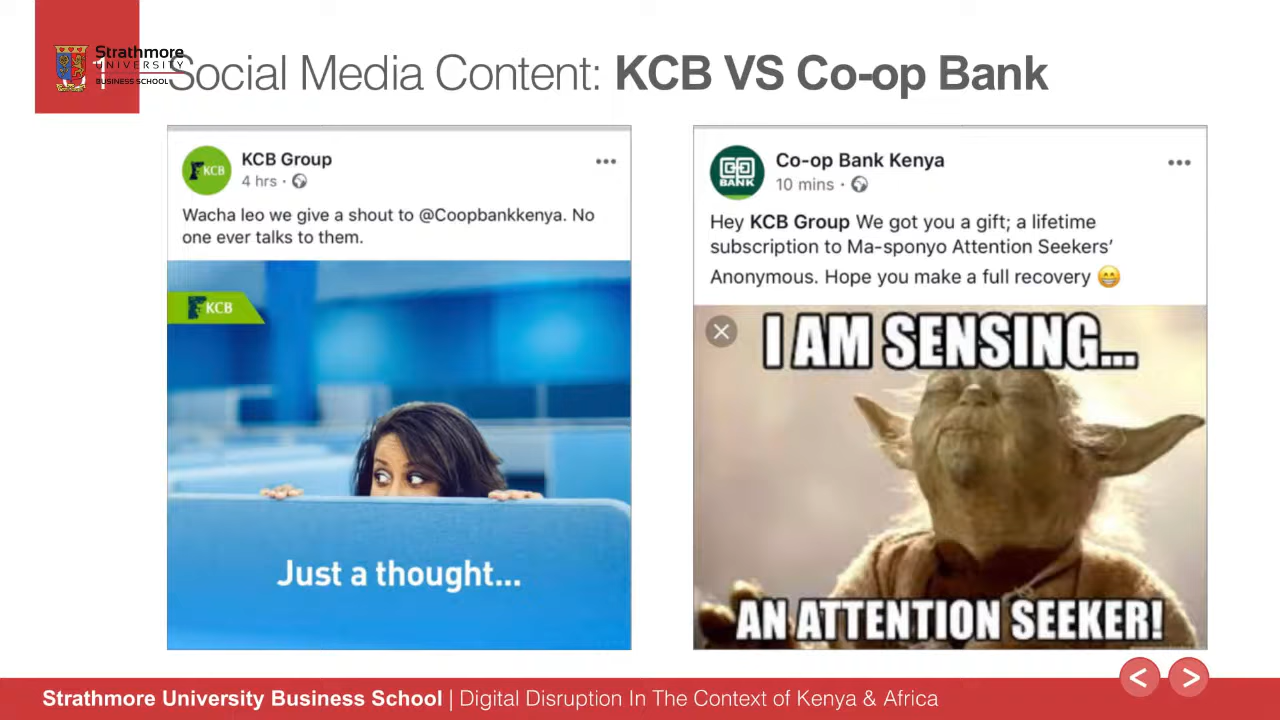 Strathmore
UNIVERSITY
BUSINESS SCHOOL
1 Social Media Content: KCB VS Co-op Bank
KCB
KCB Group
4 hrs ·
Wacha leo we give a shout to @Coopbankkenya. No
one ever talks to them.
KCB
Just a thought...
BANK
Co-op Bank Kenya
10 mins ·
Hey KCB Group We got you a gift; a lifetime
subscription to Ma-sponyo Attention Seekers’
Anonymous. Hope you make a full recovery 😁
I AM SENSING...
AN ATTENTION SEEKER!
Strathmore University Business School | Digital Disruption In The Context of Kenya & Africa